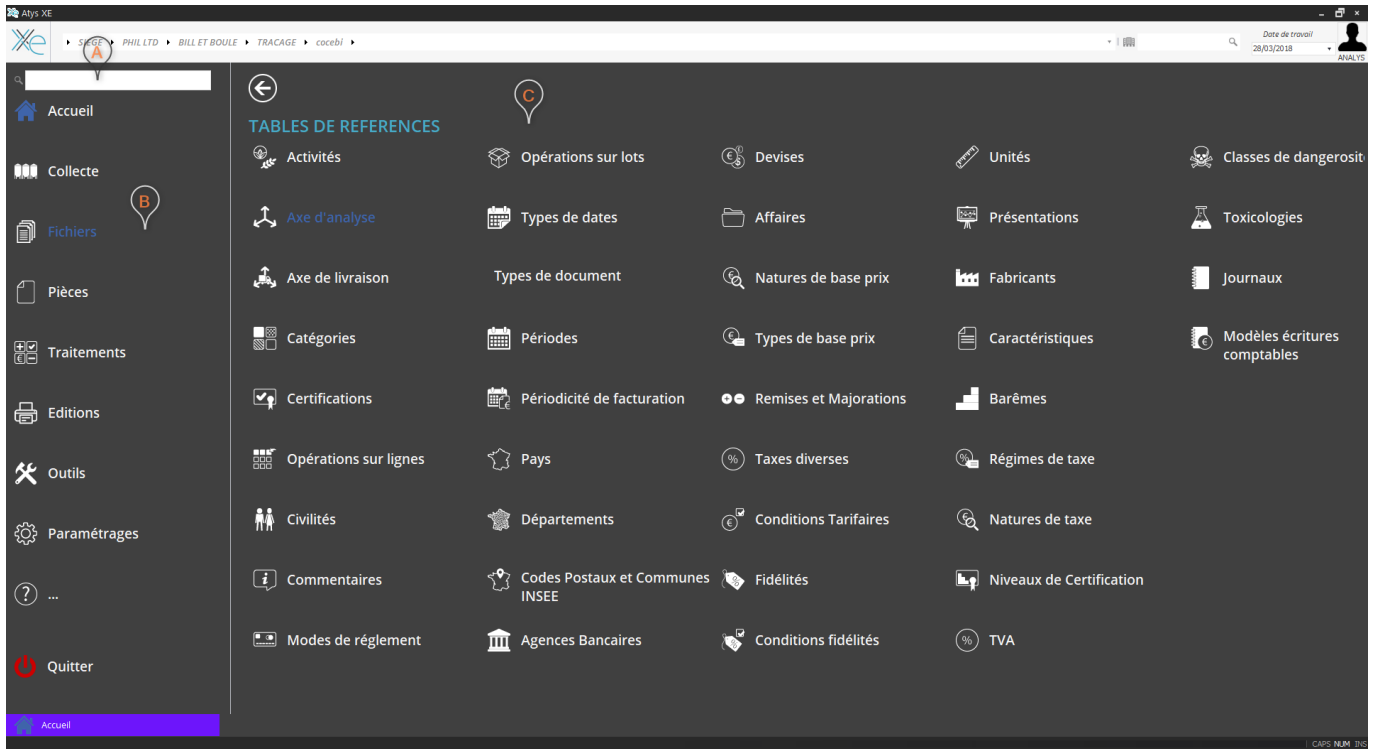 Atys XE
Xe
SIEGE PHIL LTD BILL ET BOULE TRACAGE cocebi
Date de travail
28/03/2018
ANALYS
A
B
C
Accueil
Collecte
Fichiers
Pièces
Traitements
Editions
Outils
Paramétrages
...
Quitter
Accueil
TABLES DE REFERENCES
Activités
Axe d'analyse
Axe de livraison
Catégories
Certifications
Opérations sur lignes
Civilités
Commentaires
Modes de réglement
Opérations sur lots
Types de dates
Types de document
Périodes
Périodicité de facturation
Pays
Départements
Codes Postaux et Communes
INSEE
Agences Bancaires
Devises
Affaires
Natures de base prix
Types de base prix
Remises et Majorations
Taxes diverses
Conditions Tarifaires
Fidélités
Conditions fidélités
Unités
Présentations
Fabricants
Caractéristiques
Barêmes
Régimes de taxe
Natures de taxe
Niveaux de Certification
TVA
Classes de dangerosit
Toxicologies
Journaux
Modèles écritures
comptables
CAPS NUM INS